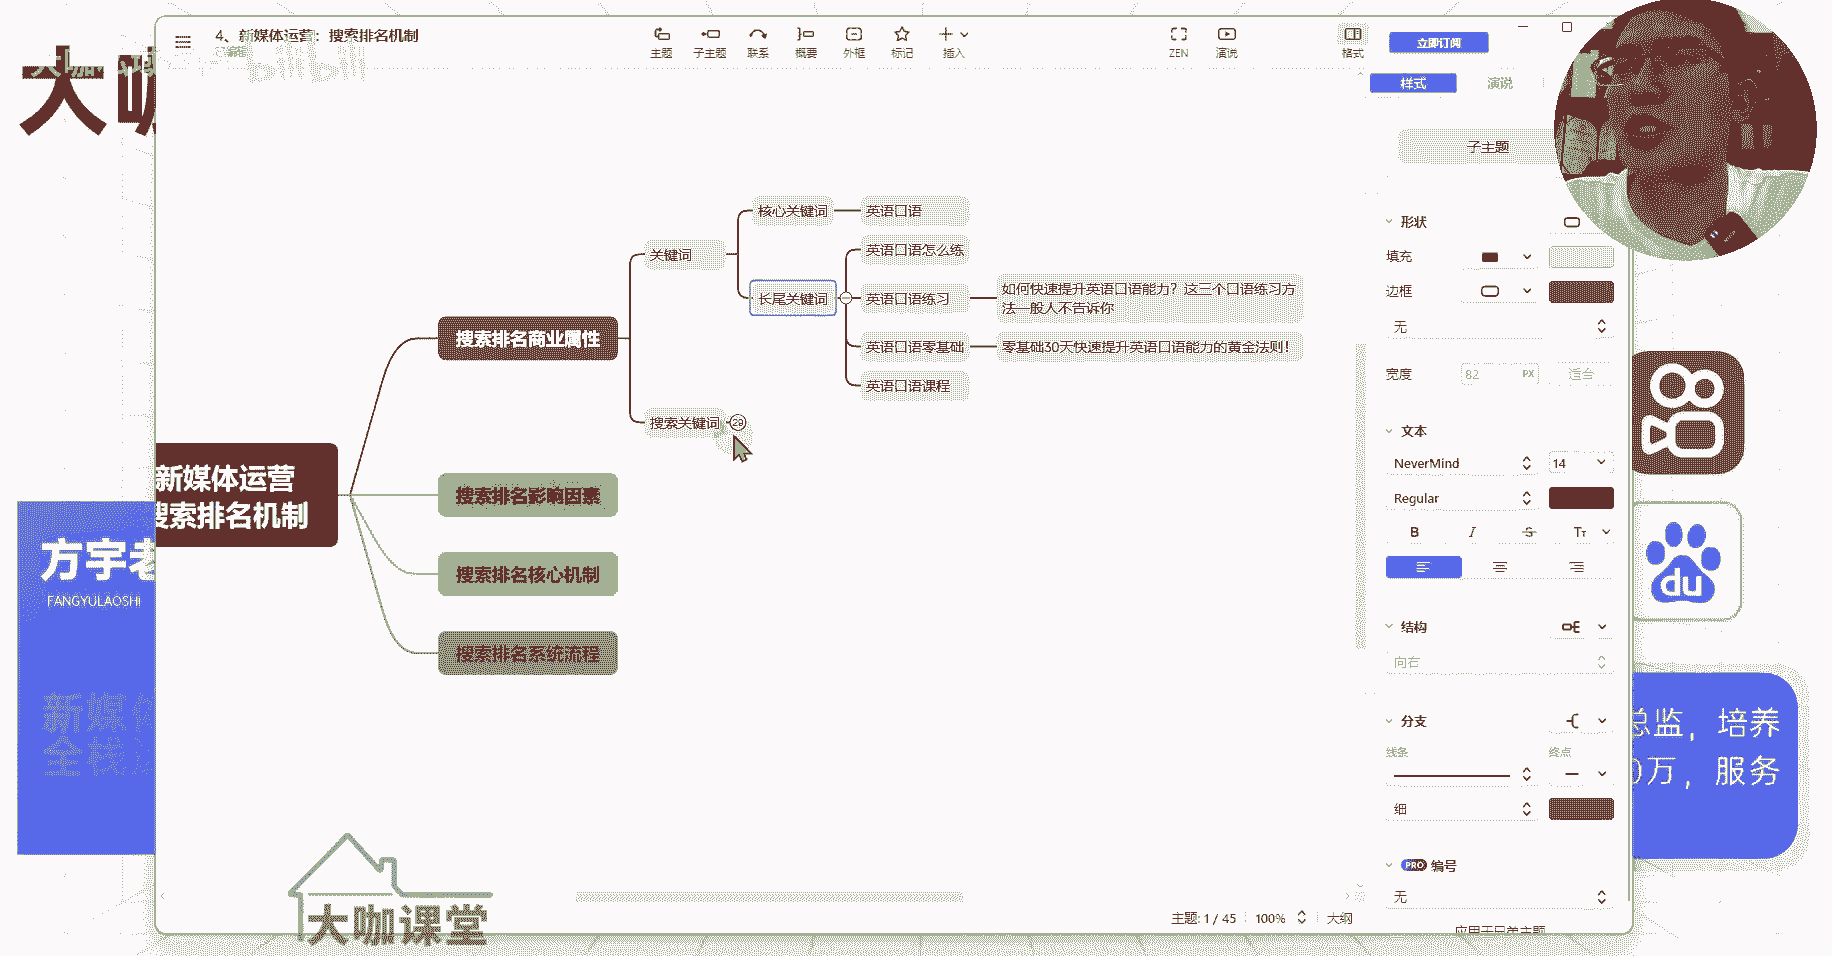 4、新媒体运营：搜索排名机制
已编辑
bilibili
主题
子主题
联系
概要
外框
标记
插入
ZEN
演说
格式
立即订阅
样式
演说
子主题
大咖
方宇老
FANGYULAOSHI
新媒体
全栈
新媒体运营
搜索排名机制
搜索排名商业属性
搜索排名影响因素
搜索排名核心机制
搜索排名系统流程
关键词
搜索关键词
核心关键词
英语口语
长尾关键词
英语口语怎么练
英语口语练习
如何快速提升英语口语能力？这三个口语练习方
法一般人不告诉你
英语口语零基础
零基础30天快速提升英语口语能力的黄金法则！
英语口语课程
形状
填充
边框
无
宽度
82 PX
适合
文本
NeverMind
14
Regular
B I S Tт
结构
向右
分支
线条
终点
细
PRO 编号
无
应用于兄弟主题
du
总监，培养
0万，服务
大咖课堂
主题: 1 / 45
100%
大纲